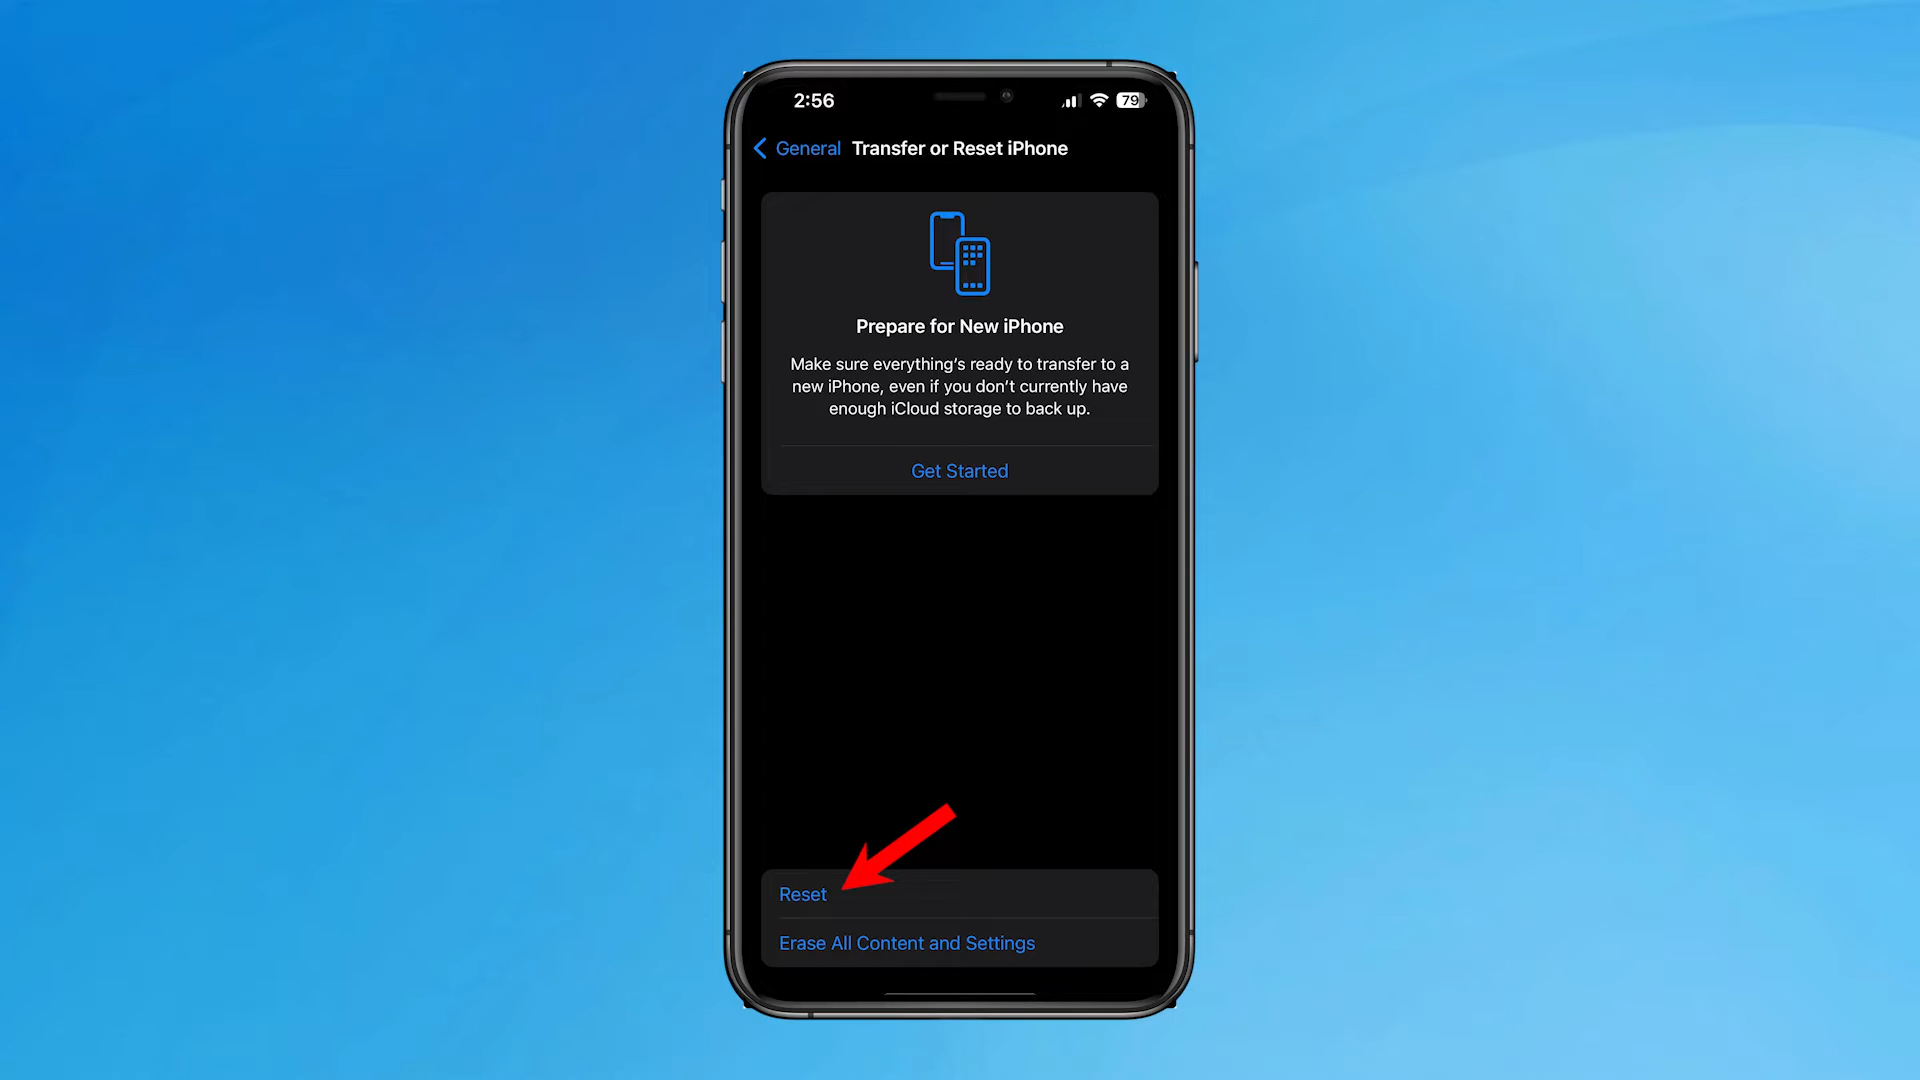 2:56
79
General Transfer or Reset iPhone
Prepare for New iPhone
Make sure everything’s ready to transfer to a
new iPhone, even if you don’t currently have
enough iCloud storage to back up.
Get Started
Reset
Erase All Content and Settings